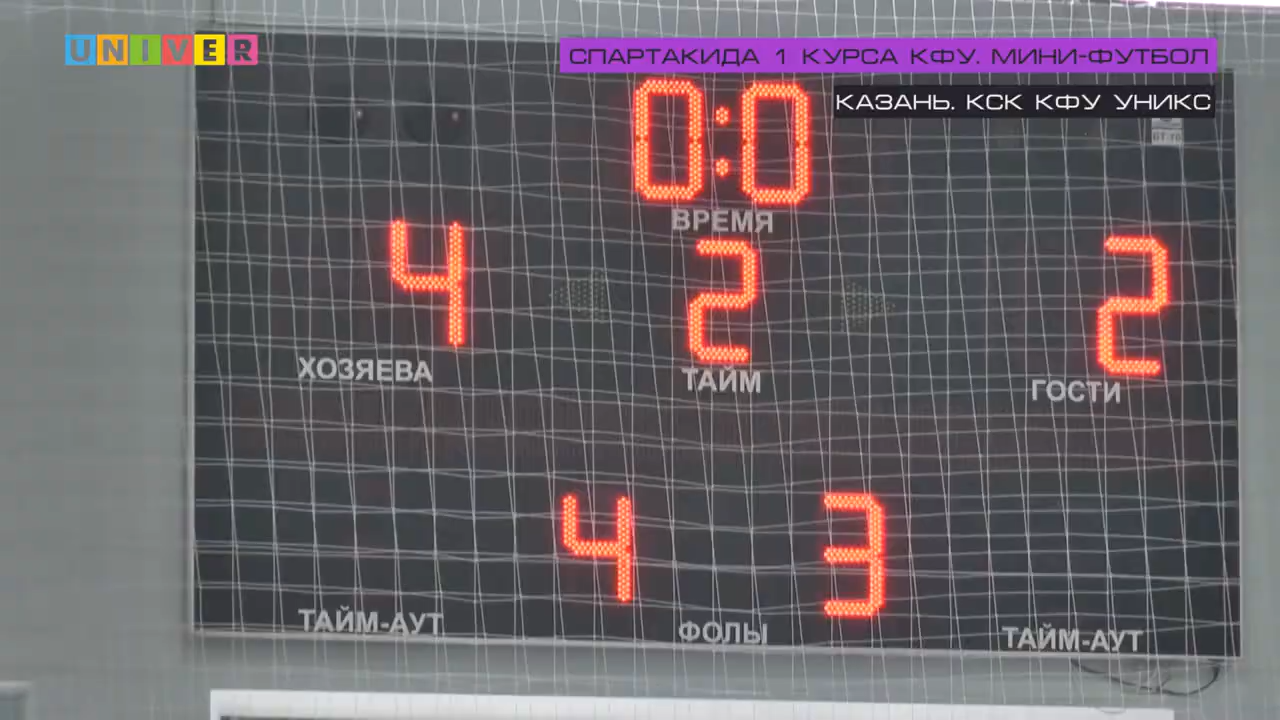 UNIVER
СПАРТАКИДА 1 КУРСА КФУ. МИНИ-ФУТБОЛ
КАЗАНЬ. КСК КФУ УНИКС
0:0
ВРЕМЯ
4 2 2
ХОЗЯЕВА ТАЙМ ГОСТИ
4 3
ТАЙМ-АУТ ФОЛЫ ТАЙМ-АУТ